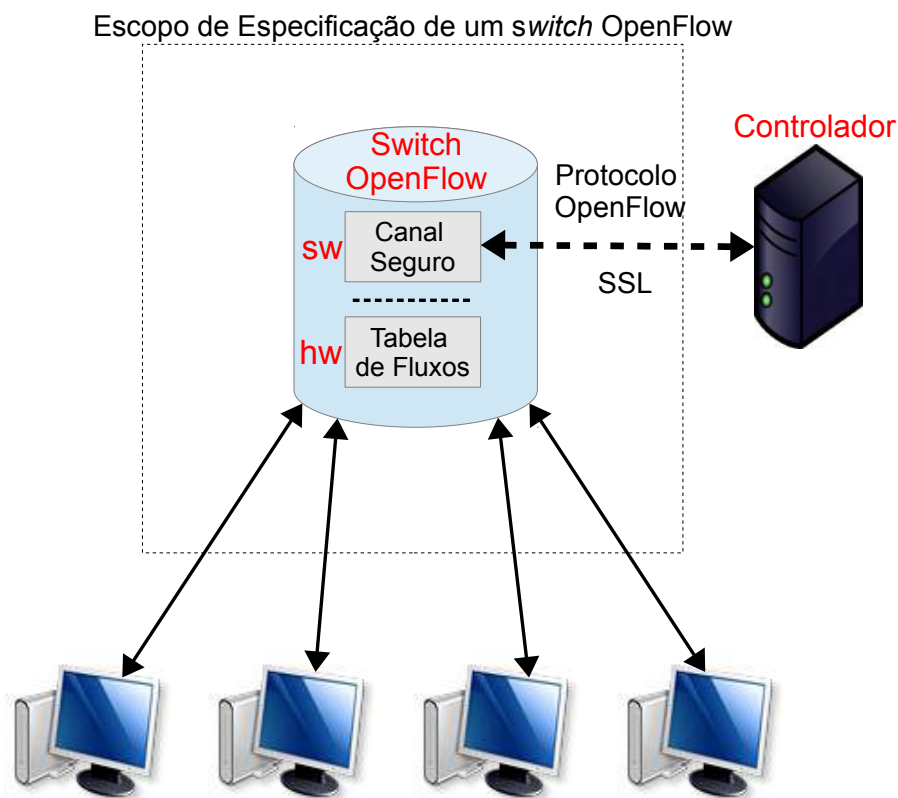 Escopo de Especificação de um switch OpenFlow
Controlador
Switch
OpenFlow
Protocolo
OpenFlow
sw
Canal
Seguro
SSL
hw
Tabela
de Fluxos